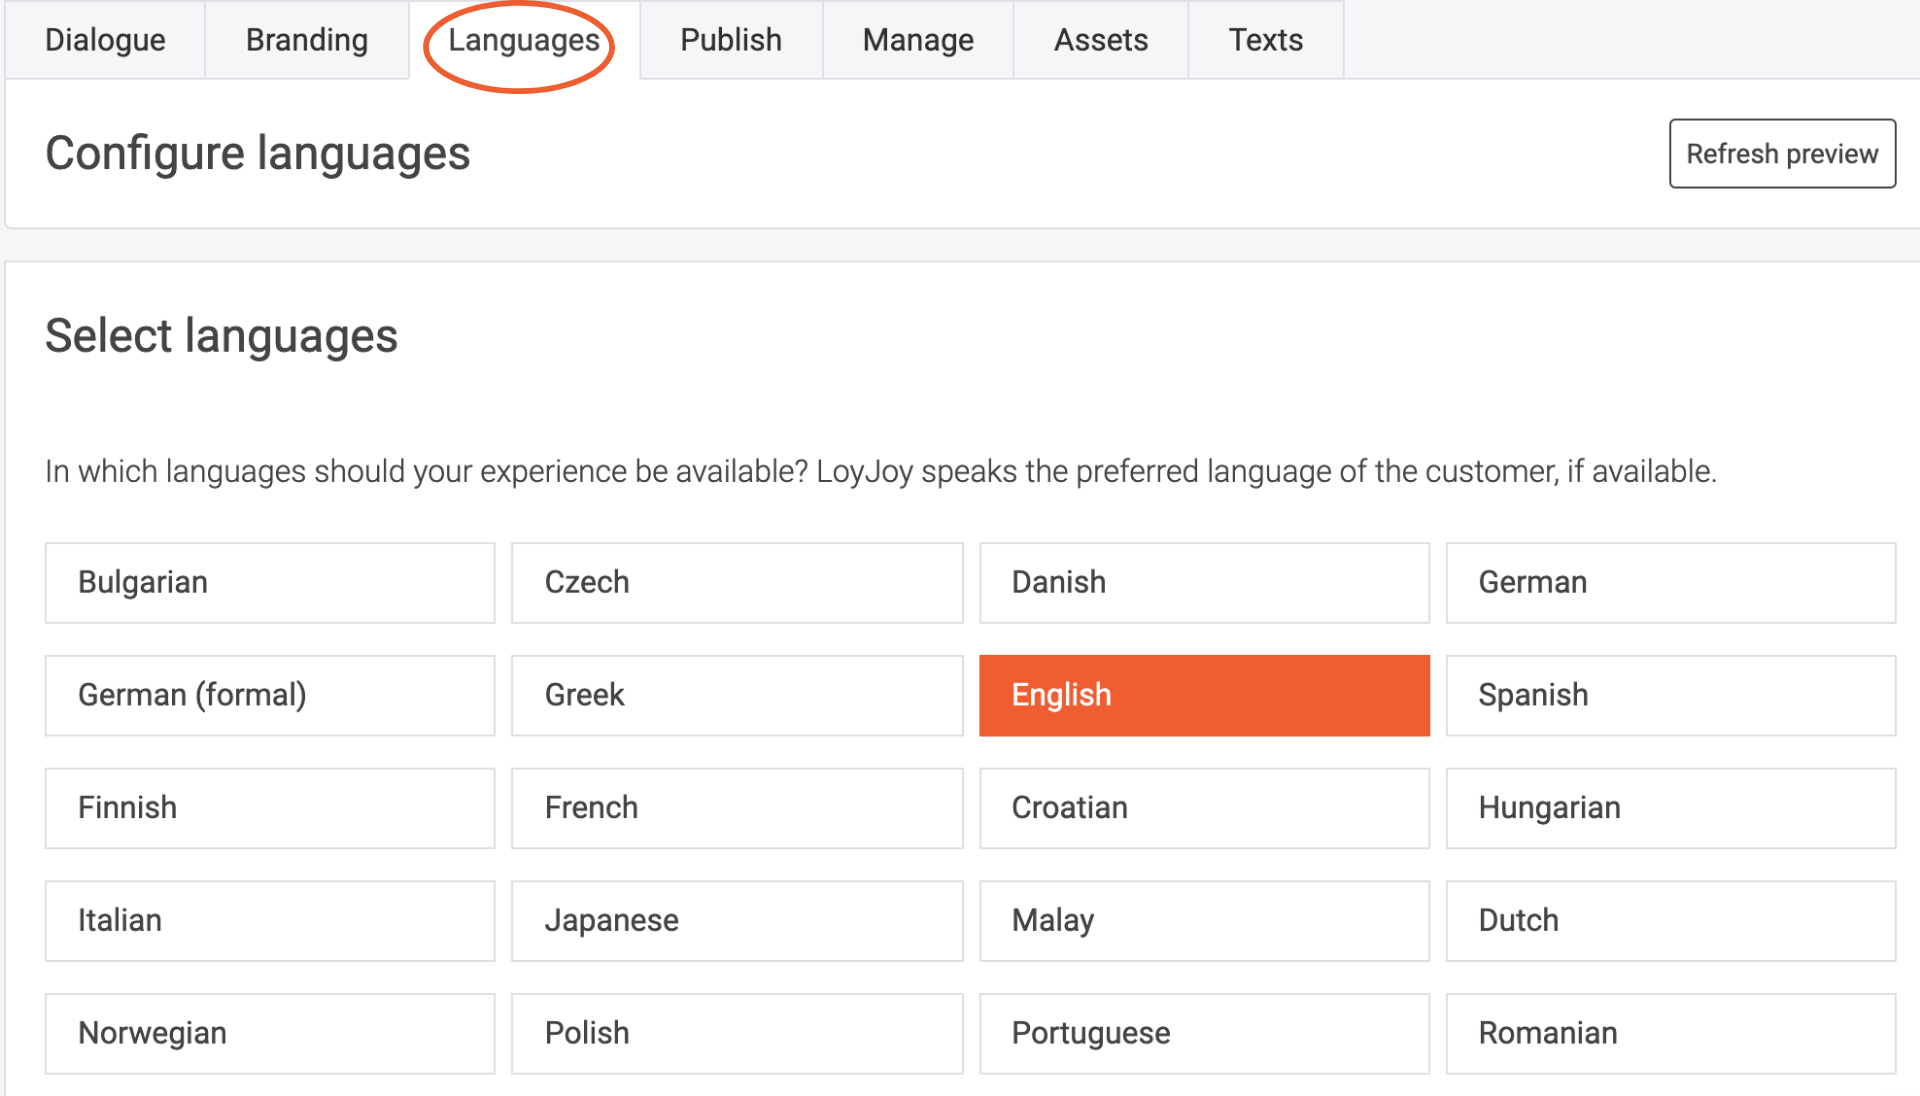 Dialogue Branding Languages Publish Manage Assets Texts
Configure languages
Refresh preview
Select languages
In which languages should your experience be available? LoyJoy speaks the preferred language of the customer, if available.
Bulgarian Czech Danish German
German (formal) Greek English Spanish
Finnish French Croatian Hungarian
Italian Japanese Malay Dutch
Norwegian Polish Portuguese Romanian